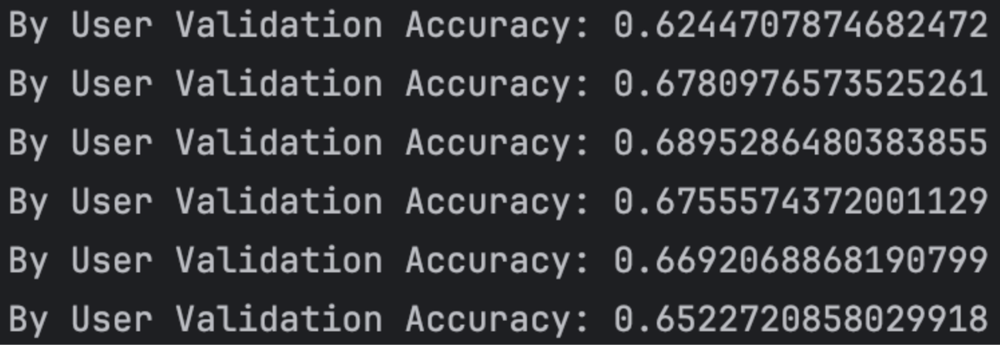 By User Validation Accuracy: 0.6244707874682472
By User Validation Accuracy: 0.6780976573525261
By User Validation Accuracy: 0.6895286480383855
By User Validation Accuracy: 0.6755574372001129
By User Validation Accuracy: 0.6692068868190799
By User Validation Accuracy: 0.6522720858029918